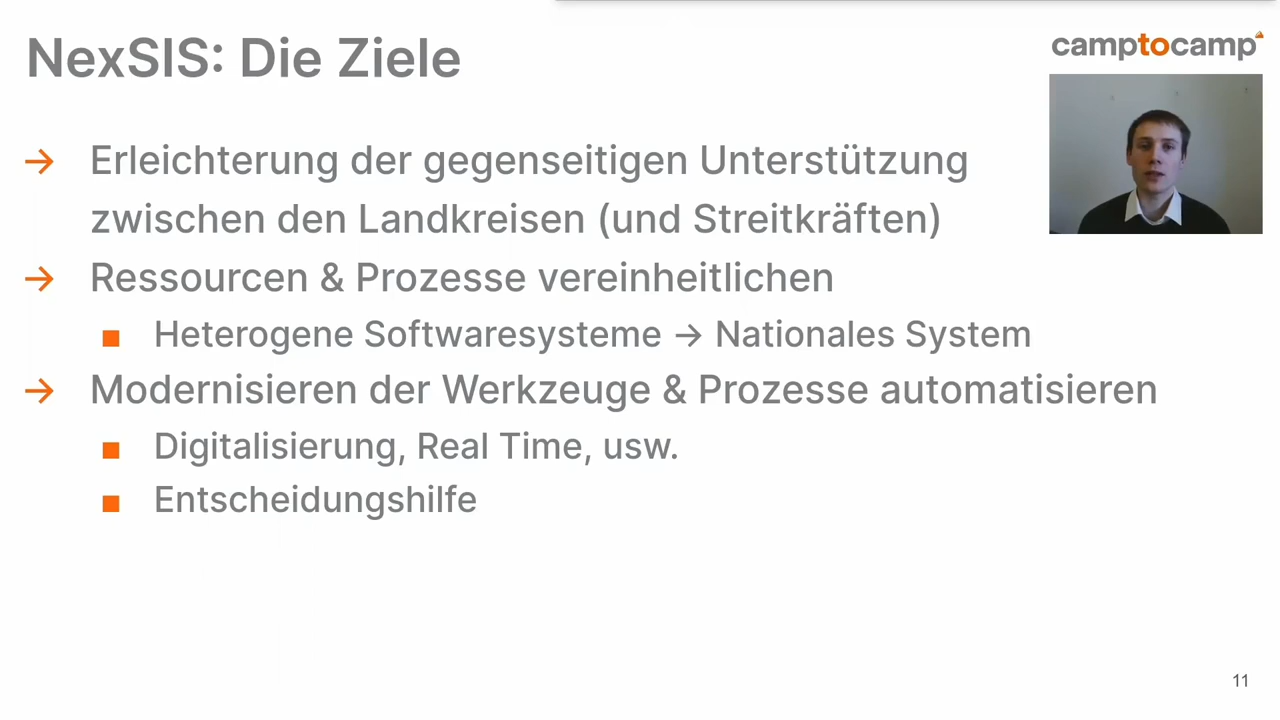 NexSIS: Die Ziele
camptocamp
→ Erleichterung der gegenseitigen Unterstützung
zwischen den Landkreisen (und Streitkräften)
→ Ressourcen & Prozesse vereinheitlichen
■ Heterogene Softwaresysteme → Nationales System
→ Modernisieren der Werkzeuge & Prozesse automatisieren
■ Digitalisierung, Real Time, usw.
■ Entscheidungshilfe
11